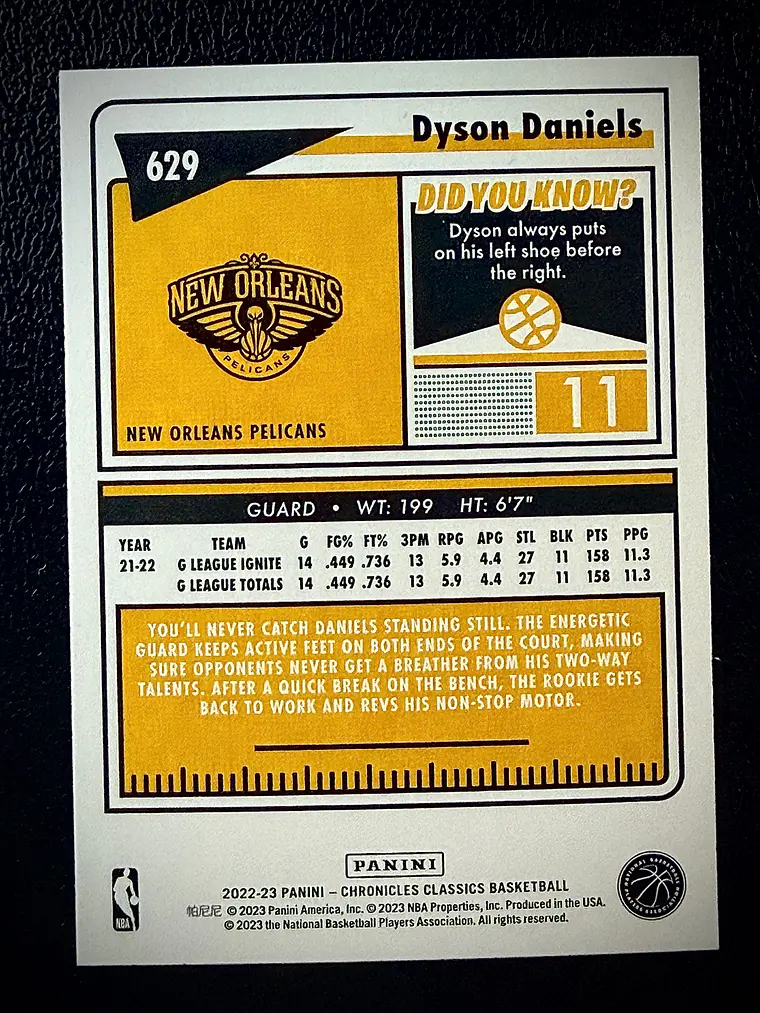 Dyson Daniels
629
DID YOU KNOW?
Dyson always puts
on his left shoe before
the right.
NEW ORLEANS
PELICANS
11
NEW ORLEANS PELICANS
GUARD • WT: 199 HT: 6'7"
YEAR TEAM G FG% FT% 3PM RPG APG STL BLK PTS PPG
21-22 G LEAGUE IGNITE 14 .449 .736 13 5.9 4.4 27 11 158 11.3
G LEAGUE TOTALS 14 .449 .736 13 5.9 4.4 27 11 158 11.3
YOU'LL NEVER CATCH DANIELS STANDING STILL. THE ENERGETIC
GUARD KEEPS ACTIVE FEET ON BOTH ENDS OF THE COURT, MAKING
SURE OPPONENTS NEVER GET A BREATHER FROM HIS TWO-WAY
TALENTS. AFTER A QUICK BREAK ON THE BENCH, THE ROOKIE GETS
BACK TO WORK AND REVS HIS NON-STOP MOTOR.
PANINI
2022-23 PANINI – CHRONICLES CLASSICS BASKETBALL
帕尼尼 © 2023 Panini America, Inc. © 2023 NBA Properties, Inc. Produced in the USA.
© 2023 the National Basketball Players Association. All rights reserved.
NBA
NATIONAL BASKETBALL PLAYERS ASSOCIATION